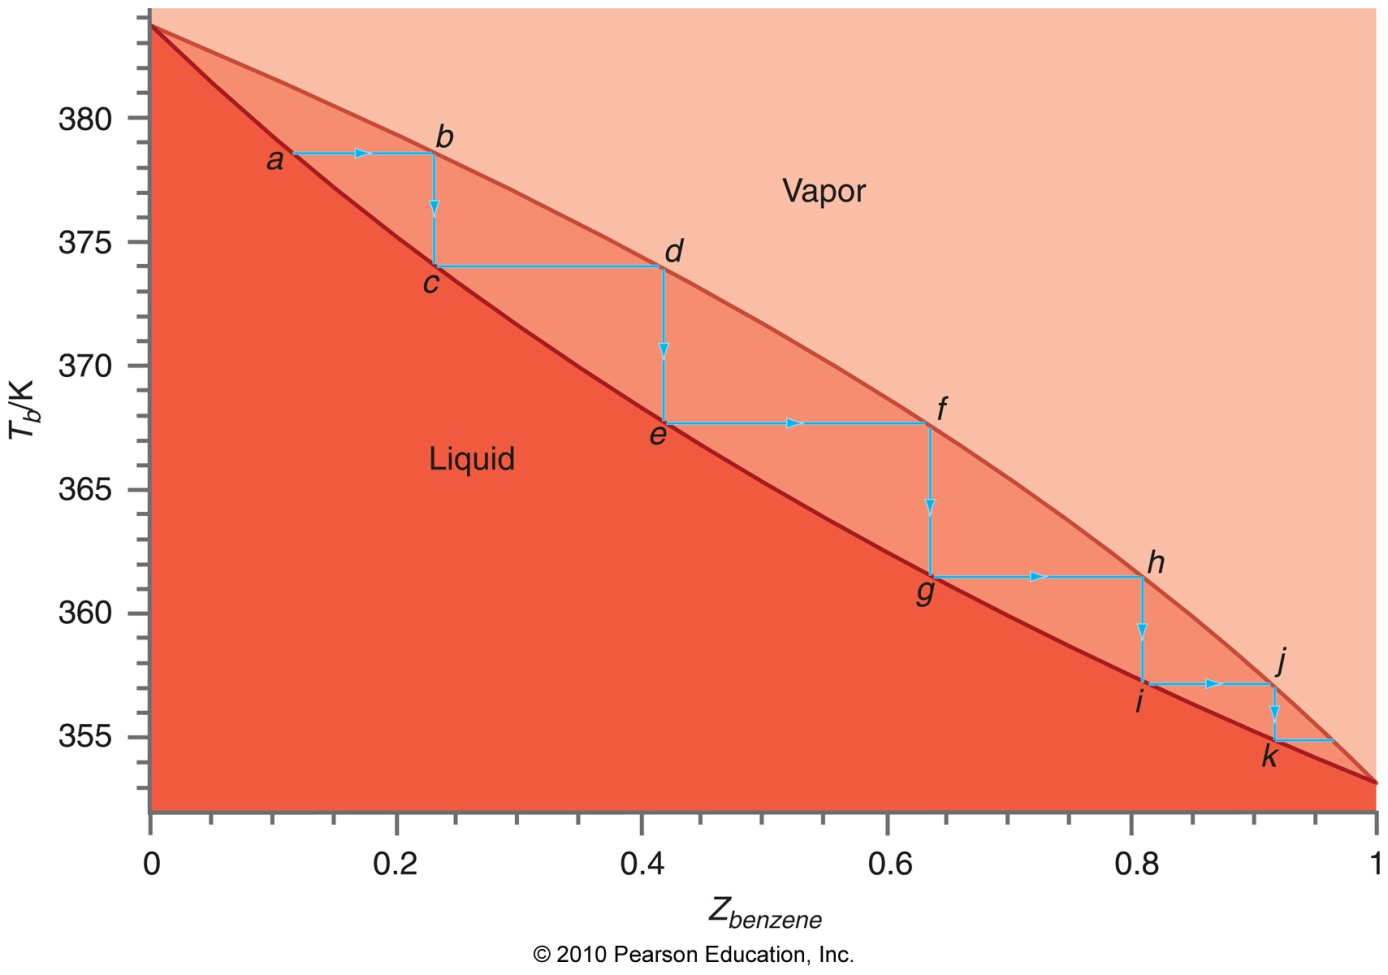 380
375
370
365
360
355
T_b/K
Vapor
Liquid
a
b
c
d
e
f
g
h
i
j
k
0
0.2
0.4
0.6
0.8
1
Z_benzene
© 2010 Pearson Education, Inc.